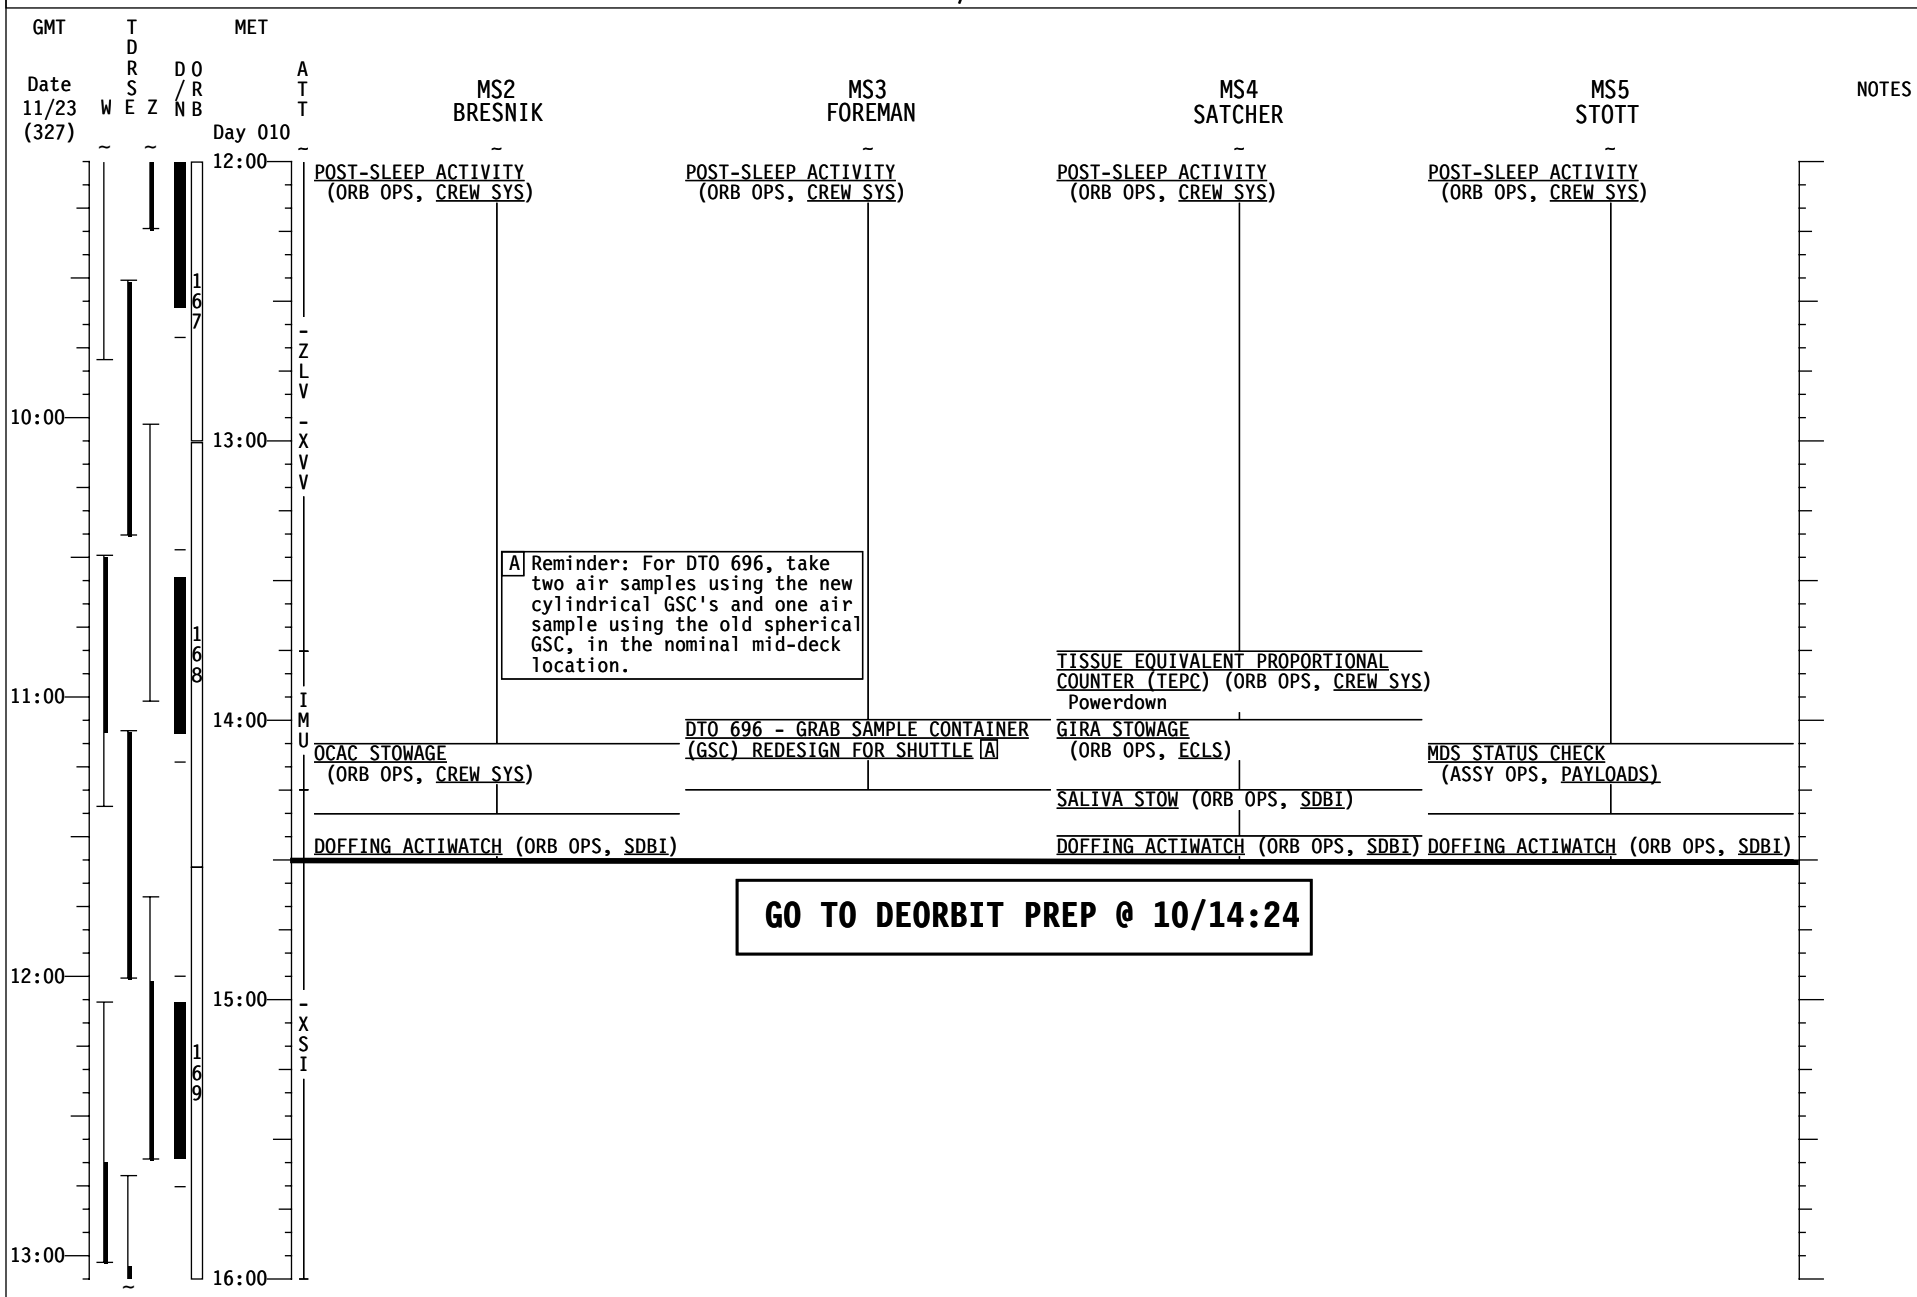 GMT
TDRS
MET
Date
11/23
(327)
W E Z
D/N
ORB
ATT
Day 010
MS2
BRESNIK
MS3
FOREMAN
MS4
SATCHER
MS5
STOTT
NOTES
~ ~ ~ ~ ~ ~ ~
12:00
POST-SLEEP ACTIVITY
(ORB OPS, CREW SYS)
POST-SLEEP ACTIVITY
(ORB OPS, CREW SYS)
POST-SLEEP ACTIVITY
(ORB OPS, CREW SYS)
POST-SLEEP ACTIVITY
(ORB OPS, CREW SYS)
167
-ZLV
-XVV
10:00
13:00
A Reminder: For DTO 696, take
two air samples using the new
cylindrical GSC's and one air
sample using the old spherical
GSC, in the nominal mid-deck
location.
168
11:00
IMU
14:00
TISSUE EQUIVALENT PROPORTIONAL
COUNTER (TEPC) (ORB OPS, CREW SYS)
Powerdown
DTO 696 - GRAB SAMPLE CONTAINER
(GSC) REDESIGN FOR SHUTTLE A
GIRA STOWAGE
(ORB OPS, ECLS)
OCAC STOWAGE
(ORB OPS, CREW SYS)
MDS STATUS CHECK
(ASSY OPS, PAYLOADS)
SALIVA STOW (ORB OPS, SDBI)
DOFFING ACTIWATCH (ORB OPS, SDBI)
DOFFING ACTIWATCH (ORB OPS, SDBI)
DOFFING ACTIWATCH (ORB OPS, SDBI)
GO TO DEORBIT PREP @ 10/14:24
12:00
15:00
-XSI
169
13:00
16:00
~